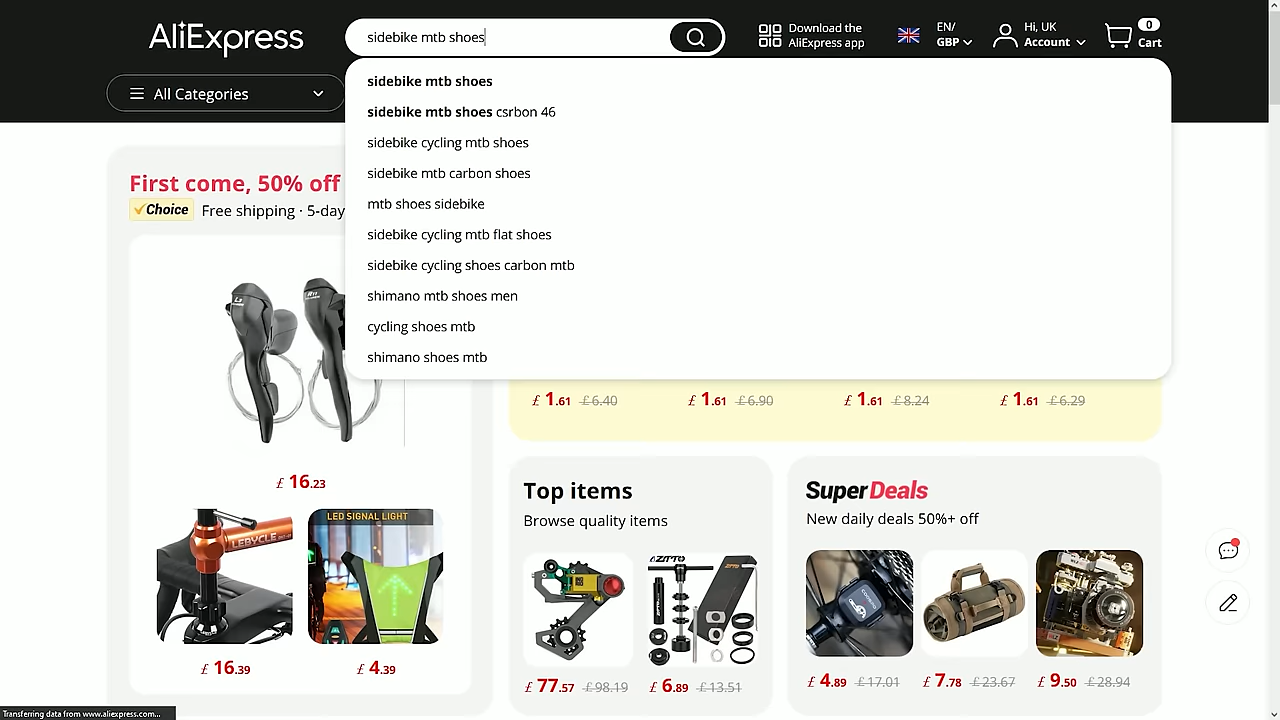 AliExpress
sidebike mtb shoes
Download the
AliExpress app
EN/
GBP
Hi, UK
Account
0
Cart
All Categories
sidebike mtb shoes
sidebike mtb shoes csrbon 46
sidebike cycling mtb shoes
sidebike mtb carbon shoes
mtb shoes sidebike
sidebike cycling mtb flat shoes
sidebike cycling shoes carbon mtb
shimano mtb shoes men
cycling shoes mtb
shimano shoes mtb
First come, 50% off
Choice Free shipping · 5-day
£ 16.23
LEBYCLE
LED SIGNAL LIGHT
£ 16.39
£ 4.39
£ 1.61 £ 6.40
£ 1.61 £ 6.90
£ 1.61 £ 8.24
£ 1.61 £ 6.29
Top items
Browse quality items
ZTTO
£ 77.57 £ 98.19
£ 6.89 £ 13.51
SuperDeals
New daily deals 50%+ off
£ 4.89 £ 17.01
£ 7.78 £ 23.67
£ 9.50 £ 28.94
Transferring data from www.aliexpress.com...